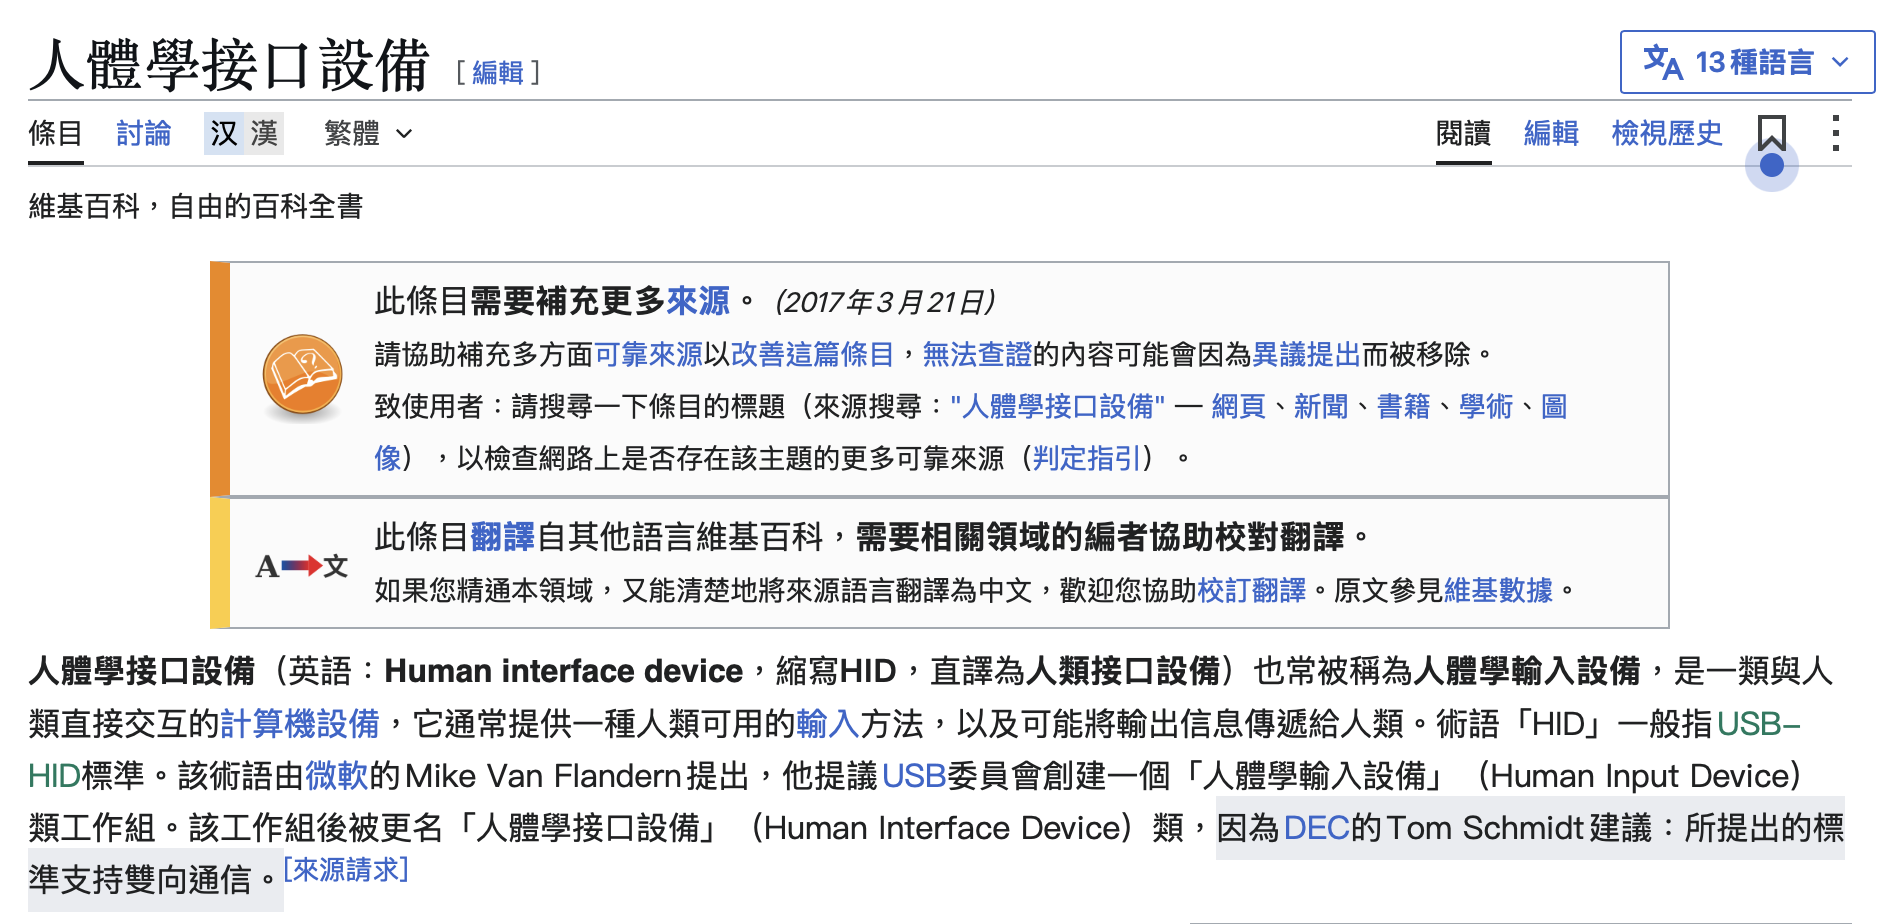 人體學接口設備 [編輯]
文A 13種語言
條目 討論 汉漢 繁體
閱讀 編輯 檢視歷史
維基百科，自由的百科全書
此條目需要補充更多來源。 (2017年3月21日)
請協助補充多方面可靠來源以改善這篇條目，無法查證的內容可能會因為異議提出而被移除。
致使用者：請搜尋一下條目的標題（來源搜尋："人體學接口設備" — 網頁、新聞、書籍、學術、圖
像），以檢查網路上是否存在該主題的更多可靠來源（判定指引）。
A文
此條目翻譯自其他語言維基百科，需要相關領域的編者協助校對翻譯。
如果您精通本領域，又能清楚地將來源語言翻譯為中文，歡迎您協助校訂翻譯。原文參見維基數據。
人體學接口設備（英語：Human interface device，縮寫HID，直譯為人類接口設備）也常被稱為人體學輸入設備，是一類與人
類直接交互的計算機設備，它通常提供一種人類可用的輸入方法，以及可能將輸出信息傳遞給人類。術語「HID」一般指USB–
HID標準。該術語由微軟的Mike Van Flandern提出，他提議USB委員會創建一個「人體學輸入設備」（Human Input Device）
類工作組。該工作組後被更名「人體學接口設備」（Human Interface Device）類，因為DEC的Tom Schmidt建議：所提出的標
準支持雙向通信。[來源請求]